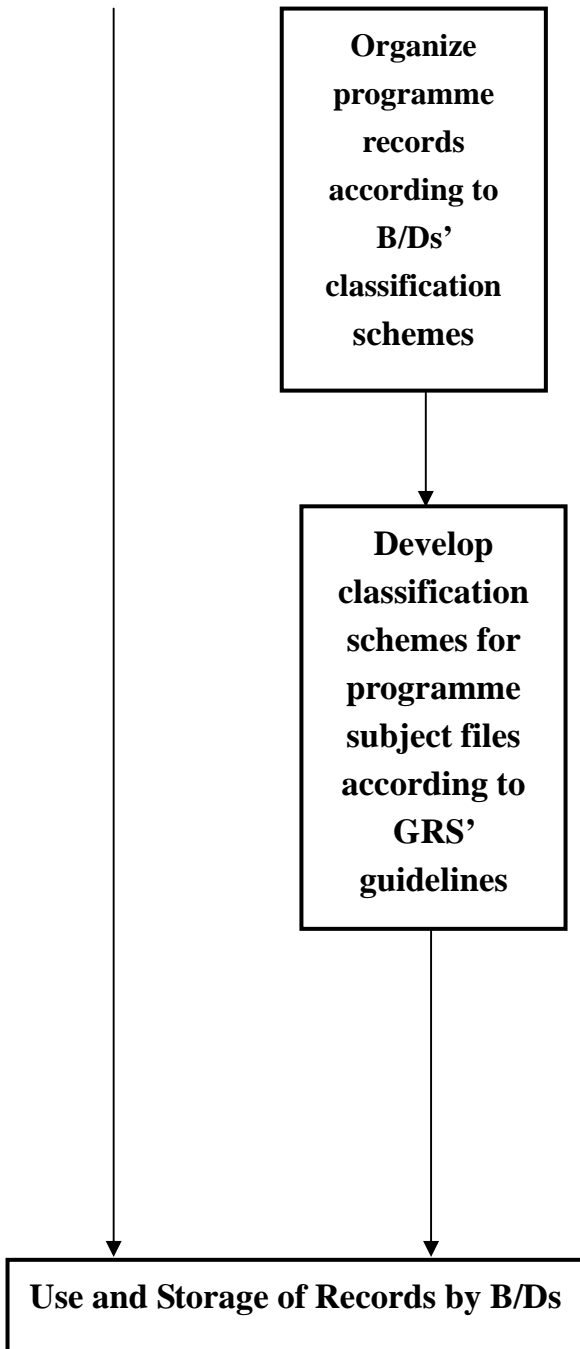 Organize
programme
records
according to
B/Ds’
classification
schemes
Develop
classification
schemes for
programme
subject files
according to
GRS’
guidelines
Use and Storage of Records by B/Ds